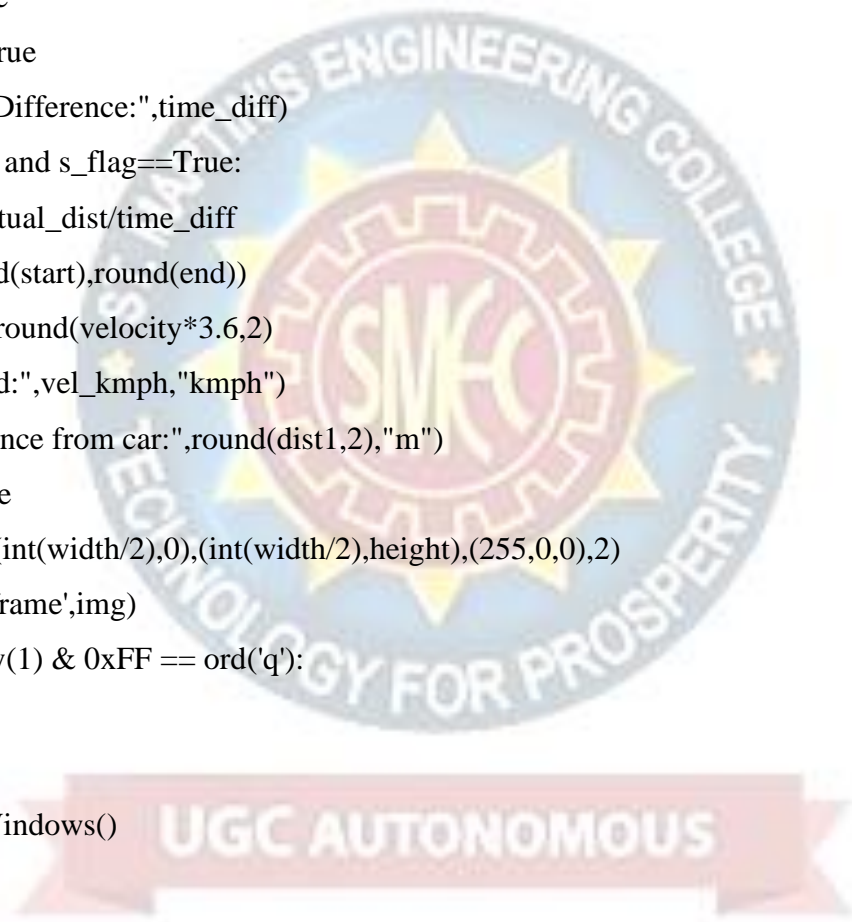 rue
Difference:",time_diff)
and s_flag==True:
tual_dist/time_diff
d(start),round(end))
round(velocity*3.6,2)
d:",vel_kmph,"kmph")
nce from car:",round(dist1,2),"m")
e
(int(width/2),0),(int(width/2),height),(255,0,0),2)
rame',img)
y(1) & 0xFF == ord('q'):
indows()
ST. MARTIN'S ENGINEERING COLLEGE
SMEC
TECHNOLOGY FOR PROSPERITY
UGC AUTONOMOUS